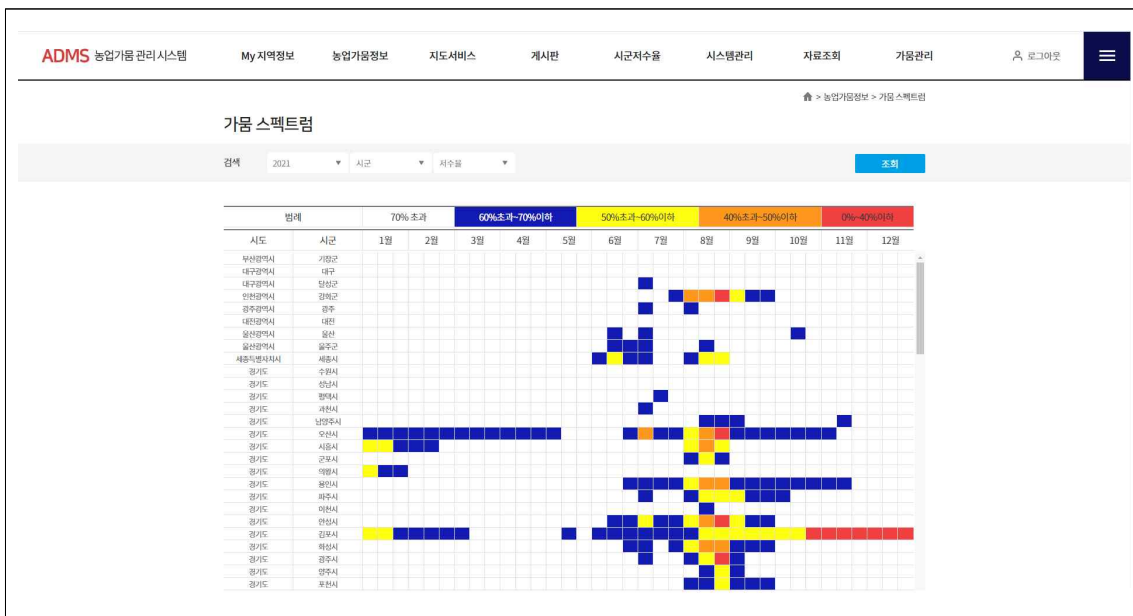 ADMS 농업가뭄 관리 시스템 My 지역정보 농업가뭄정보 지도서비스 게시판 시군저수율 시스템관리 자료조회 가뭄관리 로그아웃
> 농업가뭄정보 > 가뭄 스펙트럼
가뭄 스펙트럼
검색 2021 시군 저수율 조회
범례 70% 초과 60%초과~70%이하 50%초과~60%이하 40%초과~50%이하 0%~40%이하
시도 시군 1월 2월 3월 4월 5월 6월 7월 8월 9월 10월 11월 12월
부산광역시 기장군
대구광역시 대구
대구광역시 달성군
인천광역시 강화군
광주광역시 광주
대전광역시 대전
울산광역시 울산
울산광역시 울주군
세종특별자치시 세종시
경기도 수원시
경기도 성남시
경기도 평택시
경기도 과천시
경기도 남양주시
경기도 오산시
경기도 시흥시
경기도 군포시
경기도 의왕시
경기도 용인시
경기도 파주시
경기도 이천시
경기도 안성시
경기도 김포시
경기도 화성시
경기도 광주시
경기도 양주시
경기도 포천시